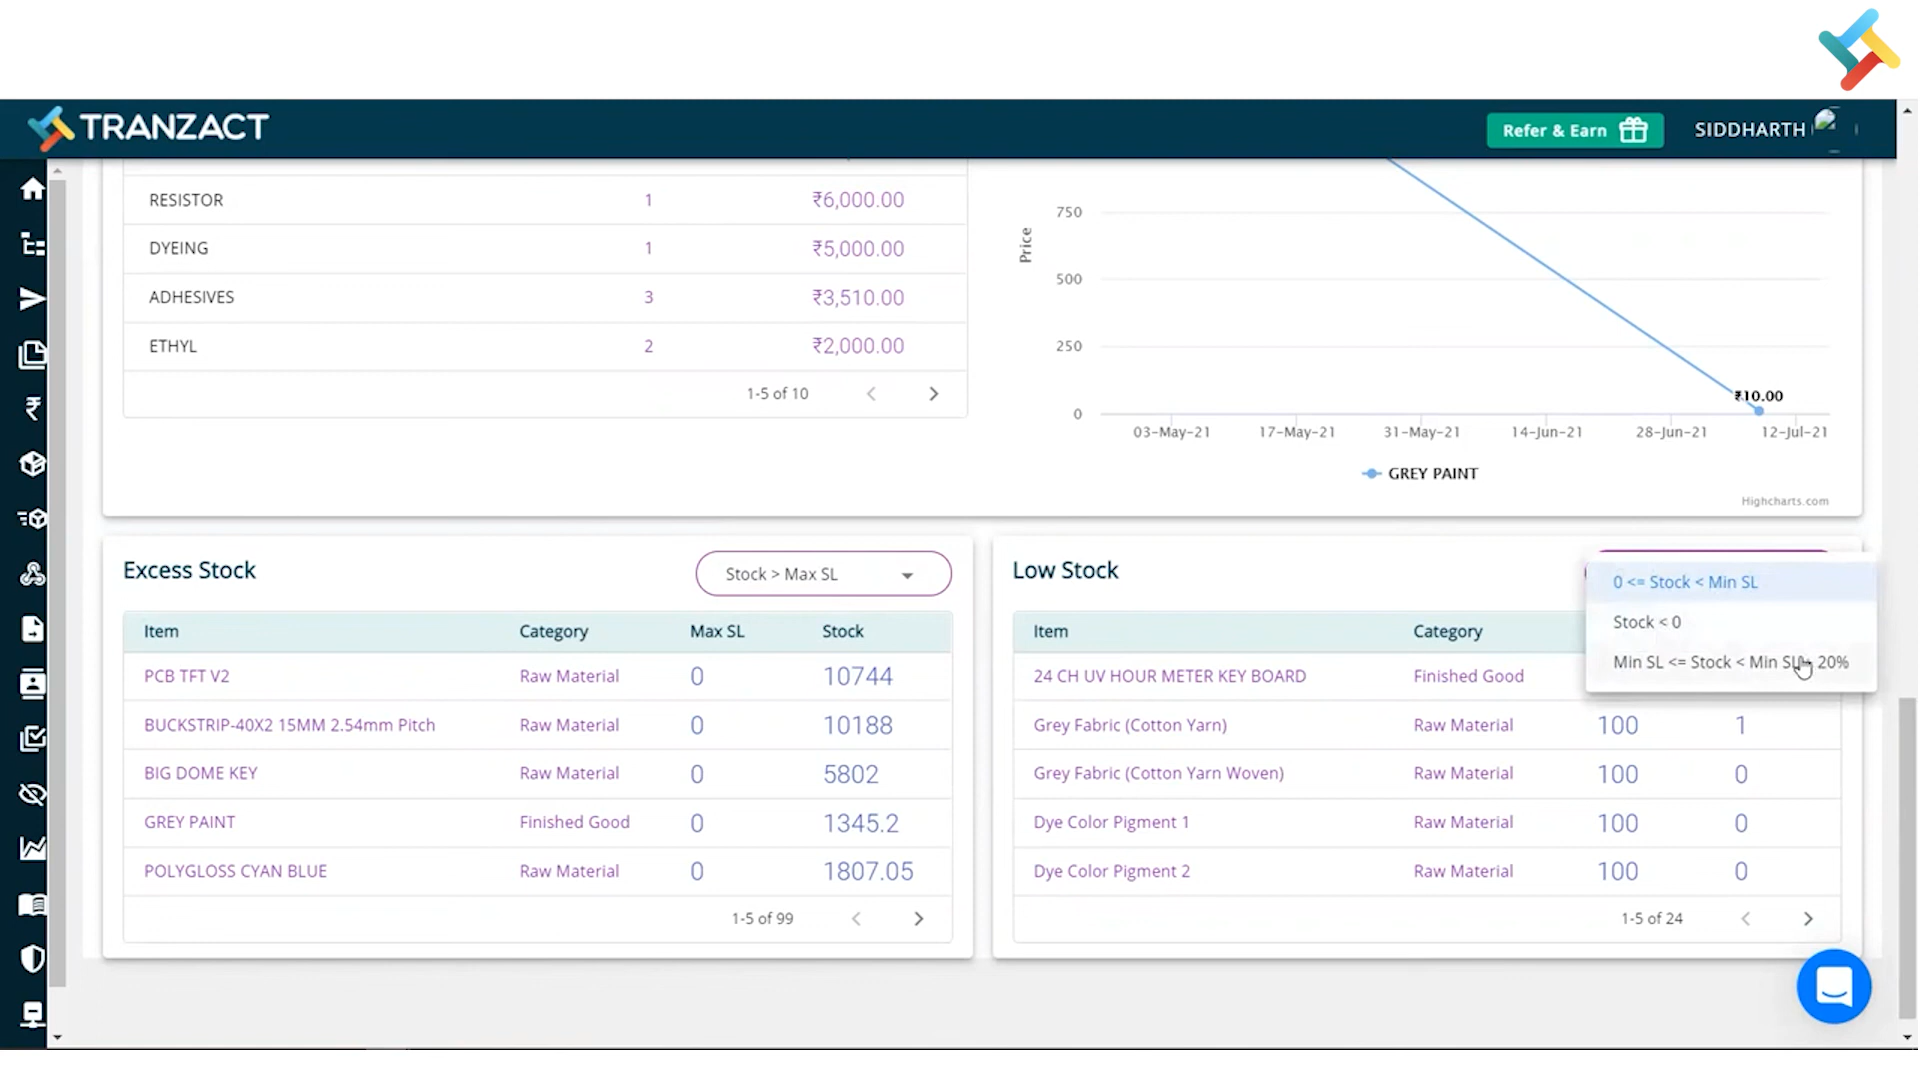 TRANZACT
Refer & Earn
SIDDHARTH
RESISTOR 1 ₹6,000.00
DYEING 1 ₹5,000.00
ADHESIVES 3 ₹3,510.00
ETHYL 2 ₹2,000.00
1-5 of 10
Price
750
500
250
0
₹10.00
03-May-21 17-May-21 31-May-21 14-Jun-21 28-Jun-21 12-Jul-21
GREY PAINT
Highcharts.com
Excess Stock
Stock > Max SL
Item Category Max SL Stock
PCB TFT V2 Raw Material 0 10744
BUCKSTRIP-40X2 15MM 2.54mm Pitch Raw Material 0 10188
BIG DOME KEY Raw Material 0 5802
GREY PAINT Finished Good 0 1345.2
POLYGLOSS CYAN BLUE Raw Material 0 1807.05
1-5 of 99
Low Stock
0 <= Stock < Min SL
Stock < 0
Min SL <= Stock < Min SL 20%
Item Category
24 CH UV HOUR METER KEY BOARD Finished Good
Grey Fabric (Cotton Yarn) Raw Material 100 1
Grey Fabric (Cotton Yarn Woven) Raw Material 100 0
Dye Color Pigment 1 Raw Material 100 0
Dye Color Pigment 2 Raw Material 100 0
1-5 of 24